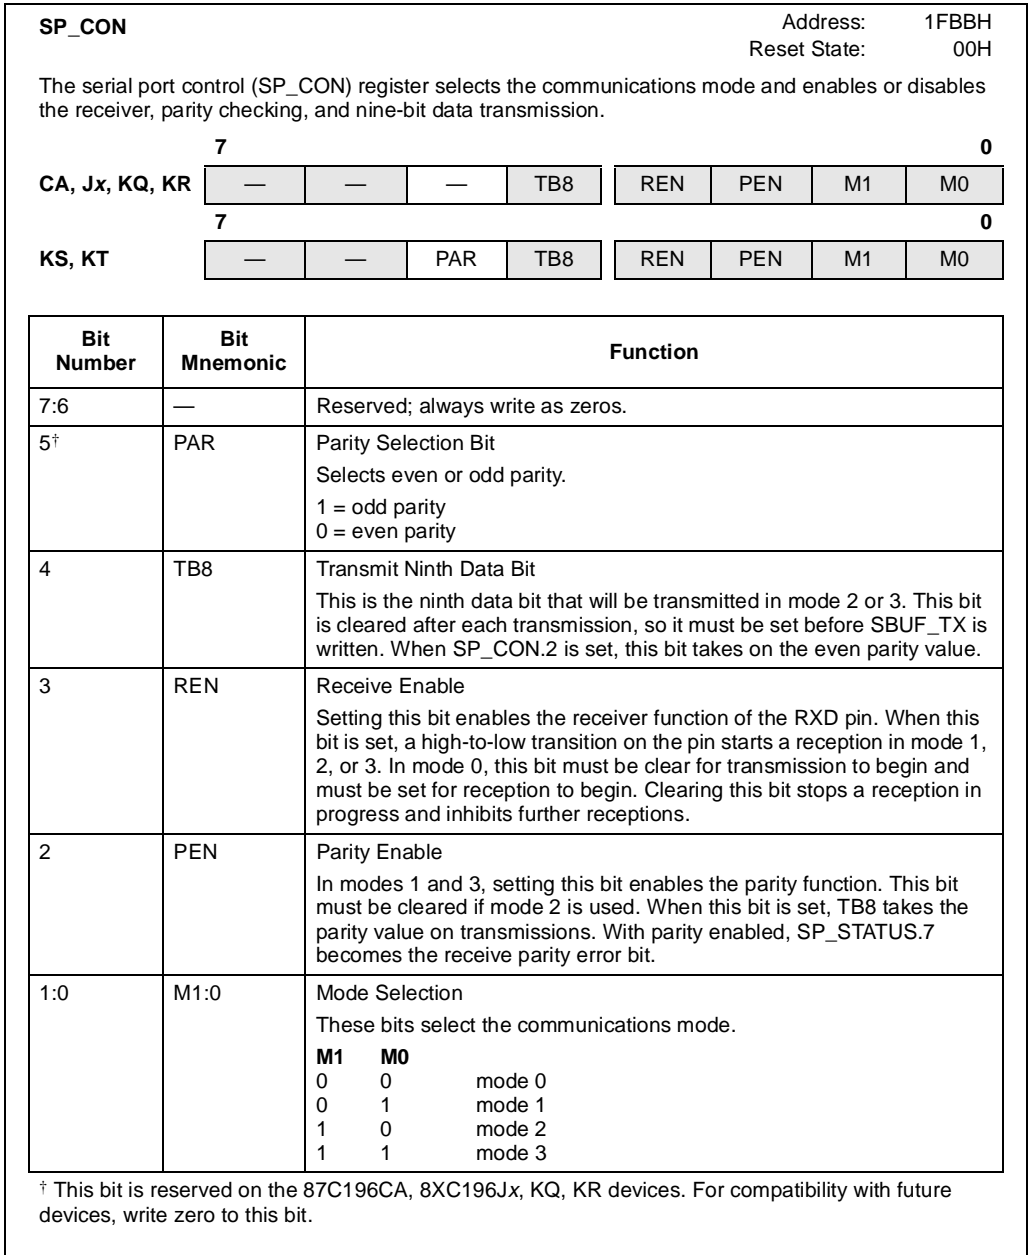 SP_CON
Address: 1FBBH
Reset State: 00H
The serial port control (SP_CON) register selects the communications mode and enables or disables
the receiver, parity checking, and nine-bit data transmission.
7 0
CA, Jx, KQ, KR — — — TB8 REN PEN M1 M0
7 0
KS, KT — — PAR TB8 REN PEN M1 M0
Bit Number Bit Mnemonic Function
7:6 — Reserved; always write as zeros.
5† PAR Parity Selection Bit
Selects even or odd parity.
1 = odd parity
0 = even parity
4 TB8 Transmit Ninth Data Bit
This is the ninth data bit that will be transmitted in mode 2 or 3. This bit
is cleared after each transmission, so it must be set before SBUF_TX is
written. When SP_CON.2 is set, this bit takes on the even parity value.
3 REN Receive Enable
Setting this bit enables the receiver function of the RXD pin. When this
bit is set, a high-to-low transition on the pin starts a reception in mode 1,
2, or 3. In mode 0, this bit must be clear for transmission to begin and
must be set for reception to begin. Clearing this bit stops a reception in
progress and inhibits further receptions.
2 PEN Parity Enable
In modes 1 and 3, setting this bit enables the parity function. This bit
must be cleared if mode 2 is used. When this bit is set, TB8 takes the
parity value on transmissions. With parity enabled, SP_STATUS.7
becomes the receive parity error bit.
1:0 M1:0 Mode Selection
These bits select the communications mode.
M1 M0
0 0 mode 0
0 1 mode 1
1 0 mode 2
1 1 mode 3
† This bit is reserved on the 87C196CA, 8XC196Jx, KQ, KR devices. For compatibility with future
devices, write zero to this bit.